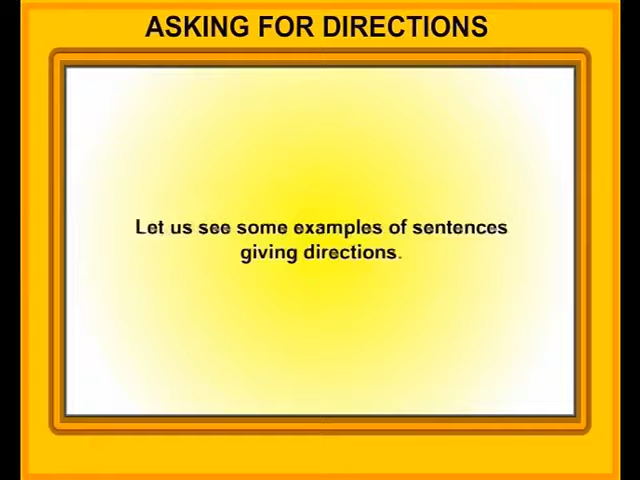 ASKING FOR DIRECTIONS
Let us see some examples of sentences
giving directions.